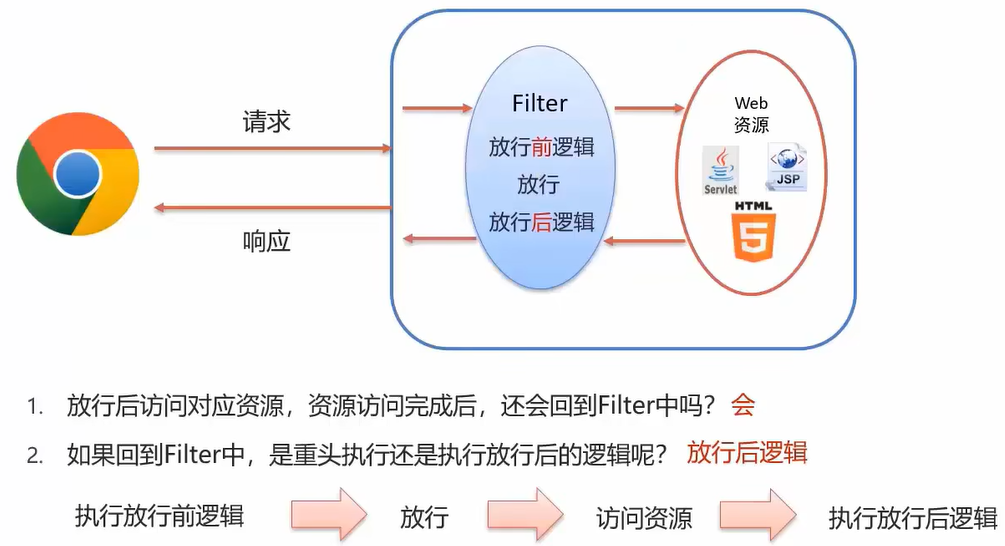 请求
响应
Filter
放行前逻辑
放行
放行后逻辑
Web
资源
Servlet
JSP
HTML
5
1. 放行后访问对应资源，资源访问完成后，还会回到Filter中吗？会
2. 如果回到Filter中，是重头执行还是执行放行后的逻辑呢？放行后逻辑
执行放行前逻辑 放行 访问资源 执行放行后逻辑